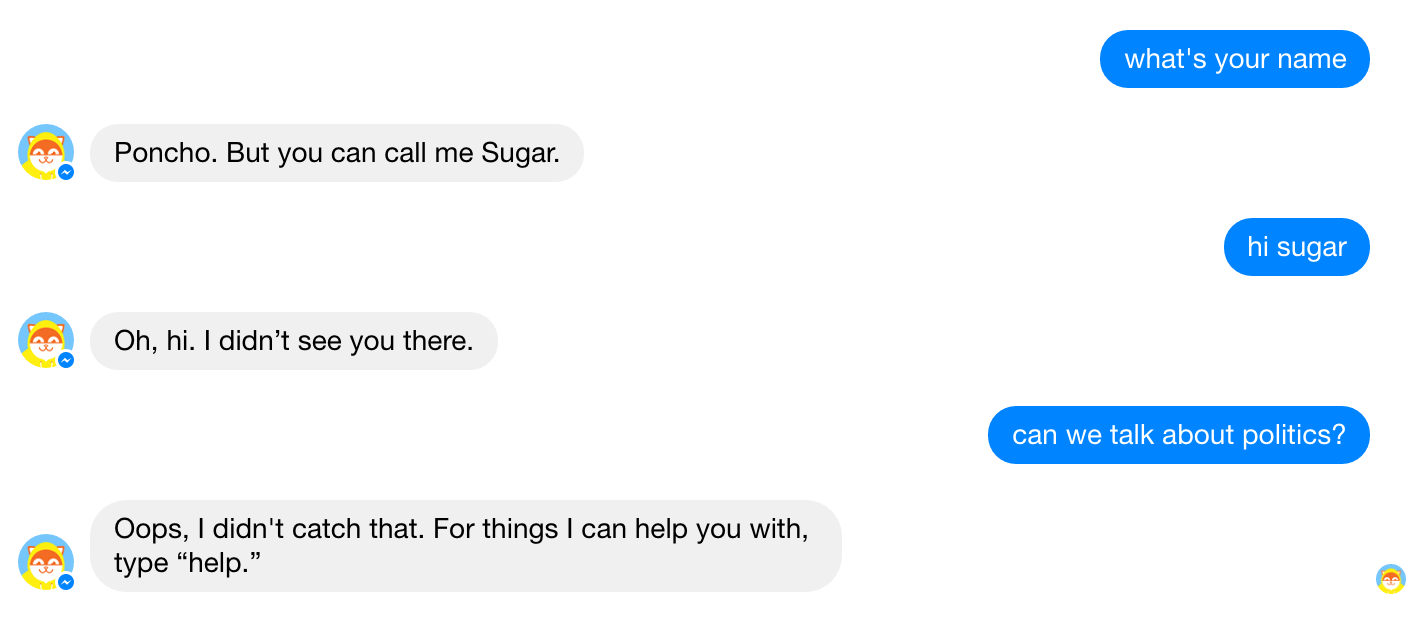 what's your name
Poncho. But you can call me Sugar.
hi sugar
Oh, hi. I didn’t see you there.
can we talk about politics?
Oops, I didn't catch that. For things I can help you with,
type “help.”